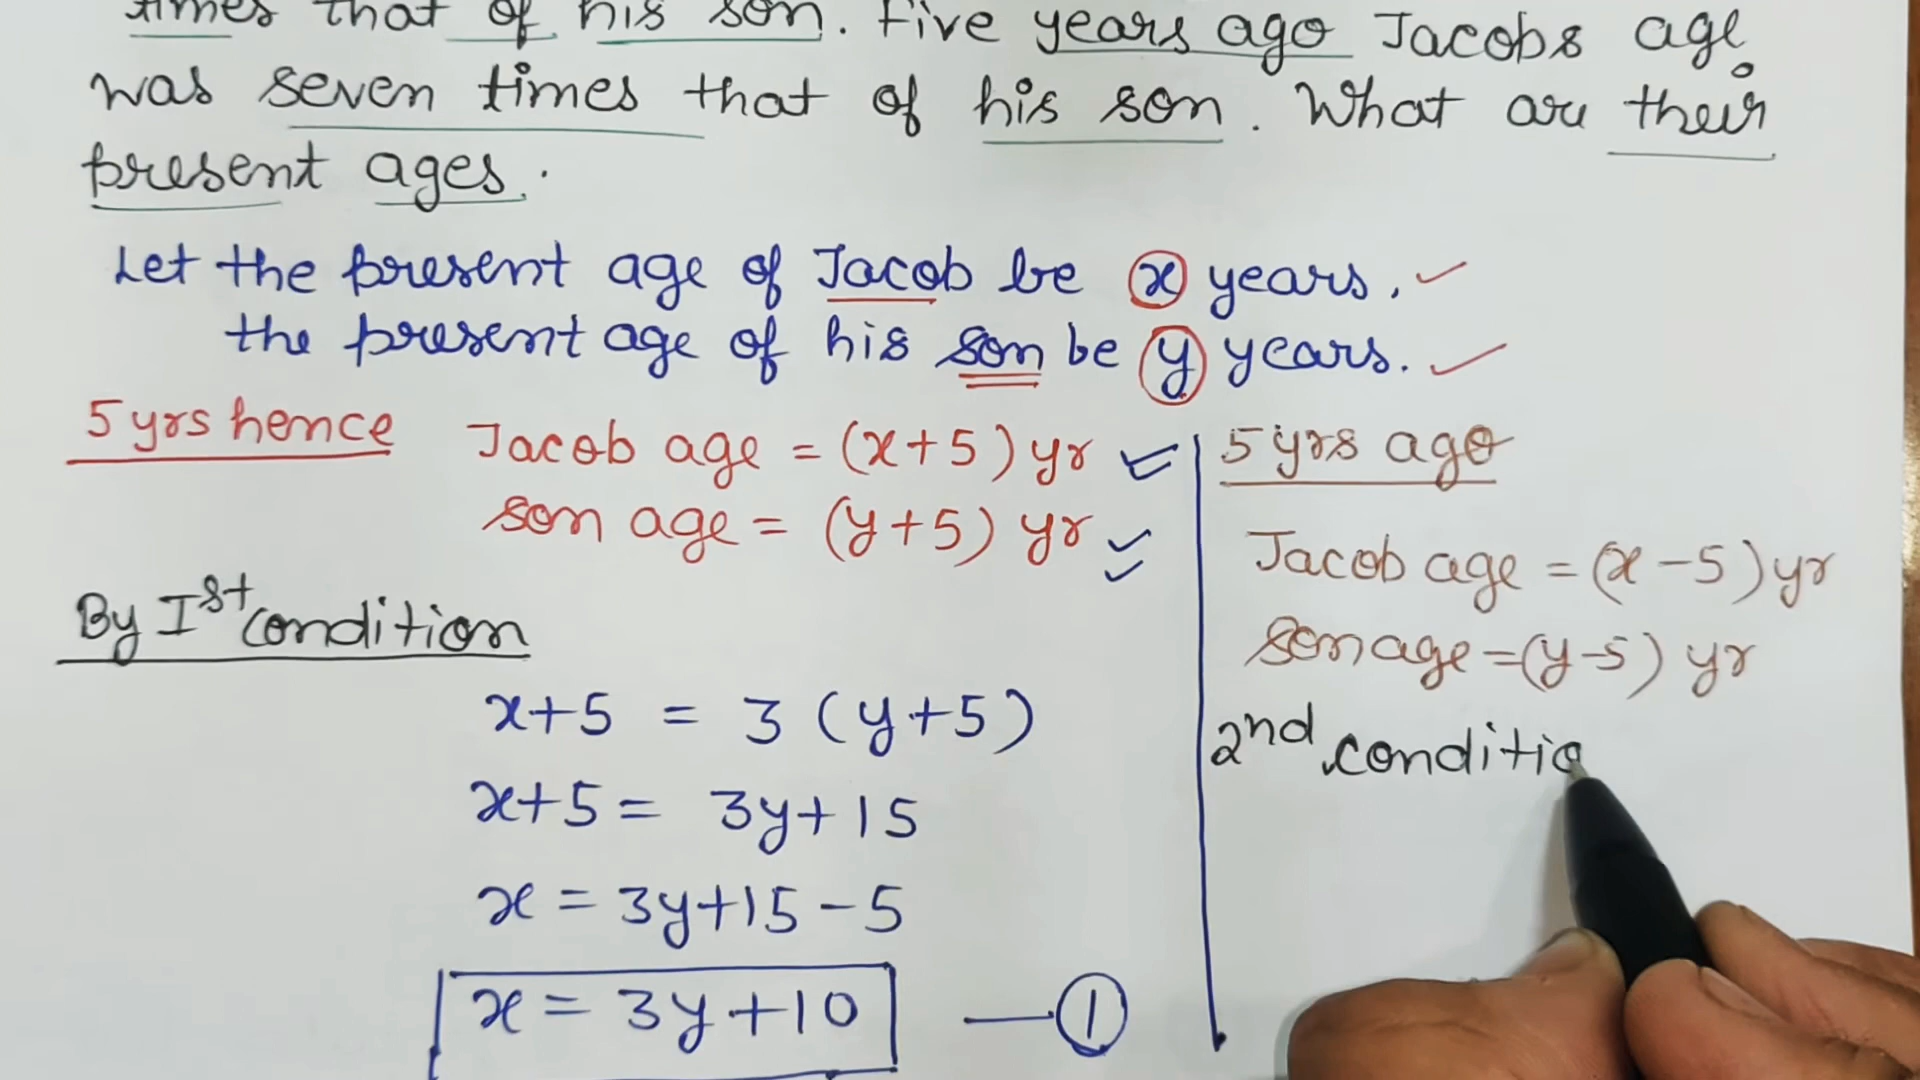 times that of his son. Five years ago Jacobs age
was seven times that of his son. What are their
present ages.
Let the present age of Jacob be x years.
the present age of his son be y years.
5 yrs hence Jacob age = (x+5) yr
son age = (y+5) yr
By Ist condition
x+5 = 3 (y+5)
x+5 = 3y+15
x = 3y+15-5
x = 3y+10 — 1
5 yrs ago
Jacob age = (x-5) yr
Son age = (y-5) yr
2nd conditio